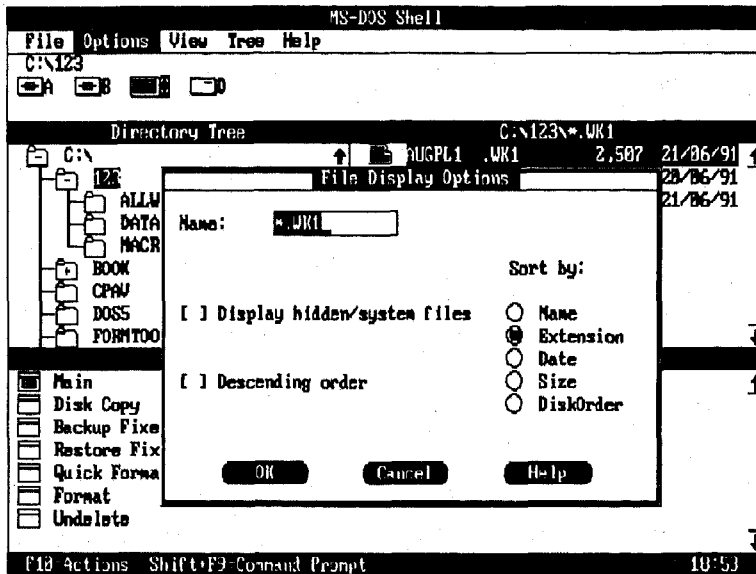 MS-DOS Shell
File Options View Tree Help
C:\123
A B C D
Directory Tree C:\123\*.WK1
C:\ AUGPL1 .WK1 2,507 21/06/91
123 File Display Options 20/06/91
ALLW 21/06/91
DATA Name: *.WK1
MACR
BOOK Sort by:
CPAV
DOS5 [ ] Display hidden/system files Name
FORMTOO Extension
Date
Main [ ] Descending order Size
Disk Copy DiskOrder
Backup Fixe
Restore Fix
Quick Forma OK Cancel Help
Format
Undelete
F10=Actions Shift+F9=Command Prompt 18:53